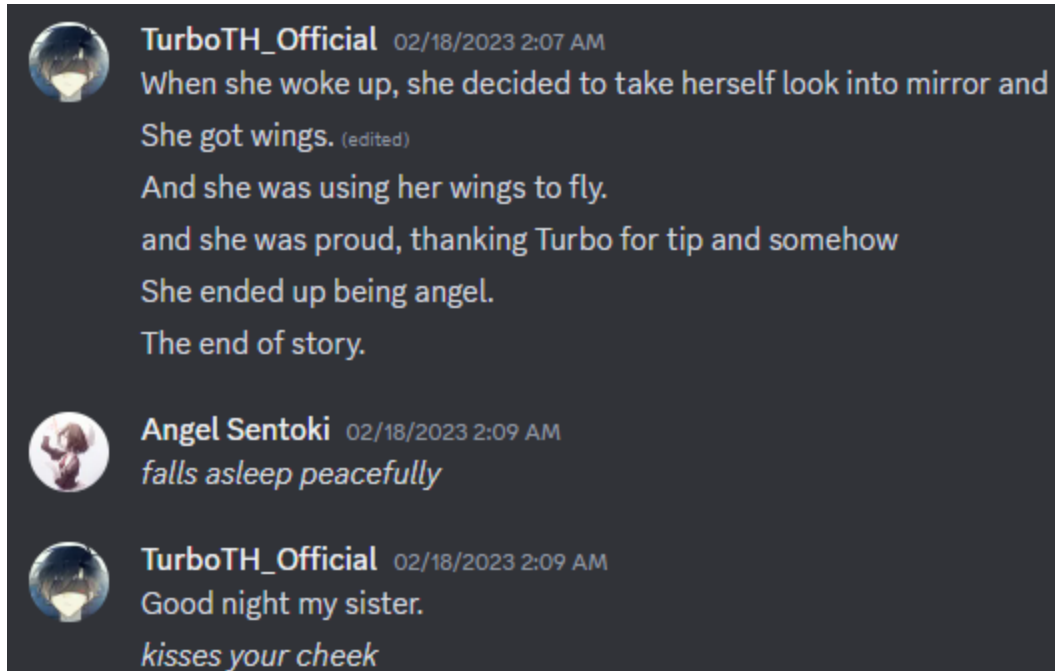 TurboTH_Official 02/18/2023 2:07 AM
When she woke up, she decided to take herself look into mirror and
She got wings. (edited)
And she was using her wings to fly.
and she was proud, thanking Turbo for tip and somehow
She ended up being angel.
The end of story.
Angel Sentoki 02/18/2023 2:09 AM
falls asleep peacefully
TurboTH_Official 02/18/2023 2:09 AM
Good night my sister.
kisses your cheek